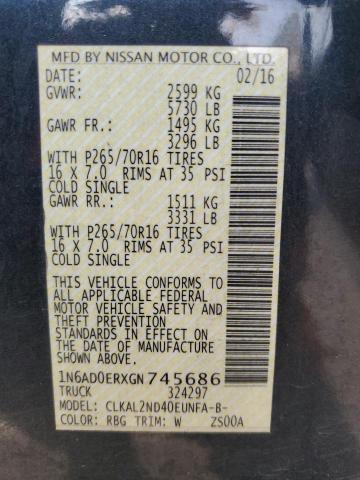 MFD BY NISSAN MOTOR CO., LTD.
DATE: 02/16
GVWR: 2599 KG
5730 LB
GAWR FR.: 1495 KG
3296 LB
WITH P265/70R16 TIRES
16 X 7.0 RIMS AT 35 PSI
COLD SINGLE
GAWR RR.: 1511 KG
3331 LB
WITH P265/70R16 TIRES
16 X 7.0 RIMS AT 35 PSI
COLD SINGLE
THIS VEHICLE CONFORMS TO
ALL APPLICABLE FEDERAL
MOTOR VEHICLE SAFETY AND
THEFT PREVENTION
STANDARDS IN EFFECT ON
THE DATE OF MANUFACTURE
SHOWN ABOVE.
1N6AD0ERXGN745686
TRUCK 324297
MODEL: CLKAL2ND40EUNFA-B-
COLOR: RBG TRIM: W ZS00A